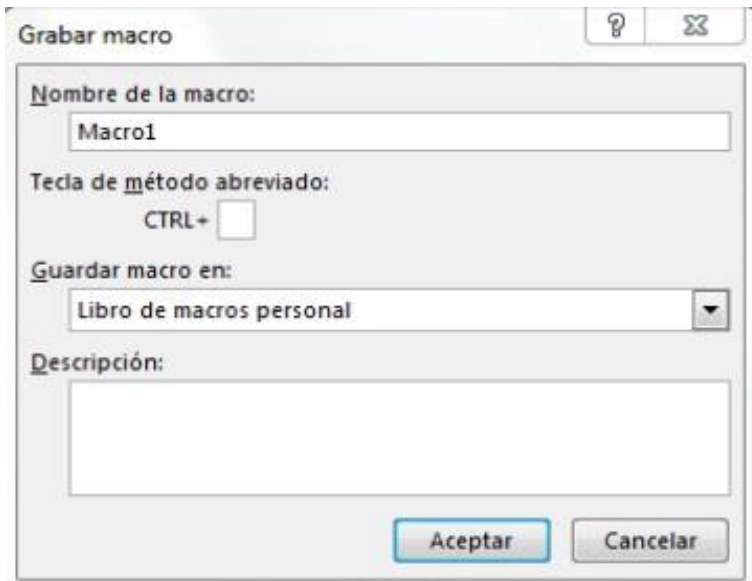 Grabar macro
Nombre de la macro:
Macro1
Tecla de método abreviado:
CTRL+
Guardar macro en:
Libro de macros personal
Descripción:
Aceptar Cancelar